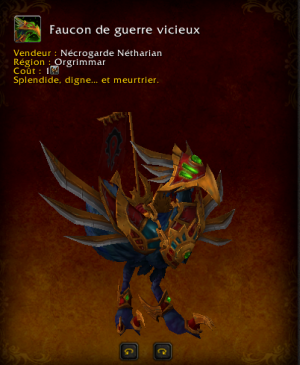 Faucon de guerre vicieux
Vendeur : Nécrogarde Nétharian
Région : Orgrimmar
Coût : 1
Splendide, digne... et meurtrier.